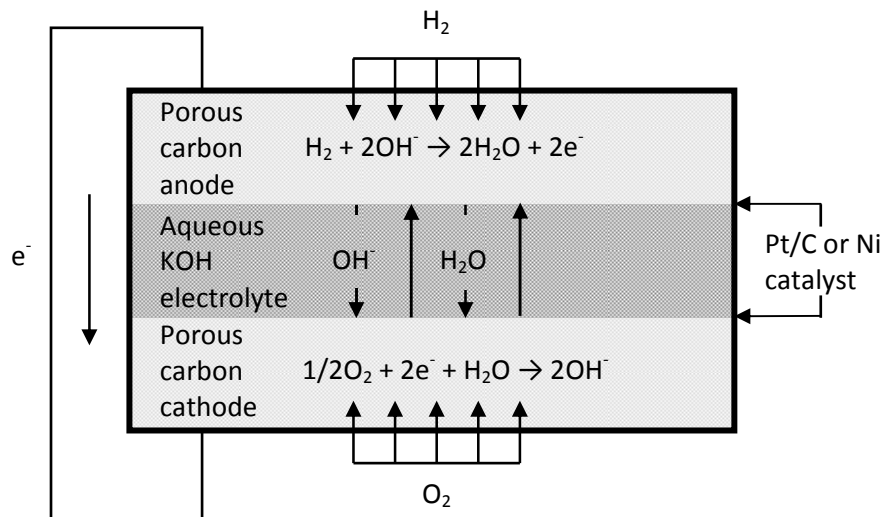 H₂
Porous
carbon
anode
H₂ + 2OH⁻ → 2H₂O + 2e⁻
e⁻
Aqueous
KOH
electrolyte
OH⁻
H₂O
Pt/C or Ni
catalyst
Porous
carbon
cathode
1/2O₂ + 2e⁻ + H₂O → 2OH⁻
O₂